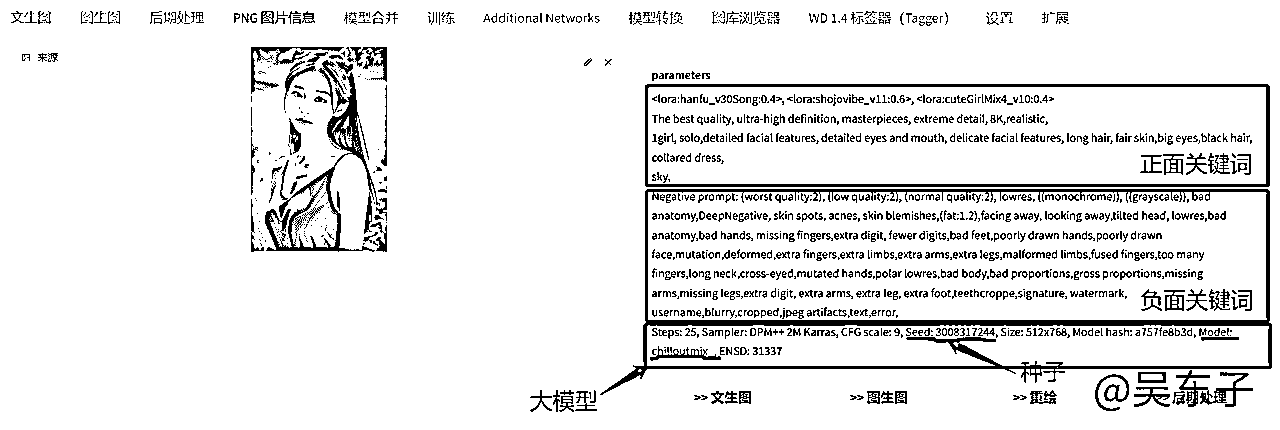 文生图 图生图 后期处理 PNG 图片信息 模型合并 训练 Additional Networks 模型转换 图库浏览器 WD 1.4 标签器（Tagger） 设置 扩展
来源
parameters
<lora:hanfu_v30Song:0.4>, <lora:shojovibe_v11:0.6>, <lora:cuteGirlMix4_v10:0.4>
The best quality, ultra-high definition, masterpieces, extreme detail, 8K,realistic,
1girl, solo,detailed facial features, detailed eyes and mouth, delicate facial features, long hair, fair skin,big eyes,black hair,
collared dress,
sky,
正面关键词
Negative prompt: (worst quality:2), (low quality:2), (normal quality:2), lowres, ((monochrome)), ((grayscale)), bad
anatomy,DeepNegative, skin spots, acnes, skin blemishes,(fat:1.2),facing away, looking away,tilted head, lowres,bad
anatomy,bad hands, missing fingers,extra digit, fewer digits,bad feet,poorly drawn hands,poorly drawn
face,mutation,deformed,extra fingers,extra limbs,extra arms,extra legs,malformed limbs,fused fingers,too many
fingers,long neck,cross-eyed,mutated hands,polar lowres,bad body,bad proportions,gross proportions,missing
arms,missing legs,extra digit, extra arms, extra leg, extra foot,teethcroppe,signature, watermark,
username,blurry,cropped,jpeg artifacts,text,error,
负面关键词
Steps: 25, Sampler: DPM++ 2M Karras, CFG scale: 9, Seed: 3008317244, Size: 512x768, Model hash: a757fe8b3d, Model:
chilloutmix_, ENSD: 31337
大模型
种子
>> 文生图 >> 图生图 >> 重绘 后期处理
@吴东子